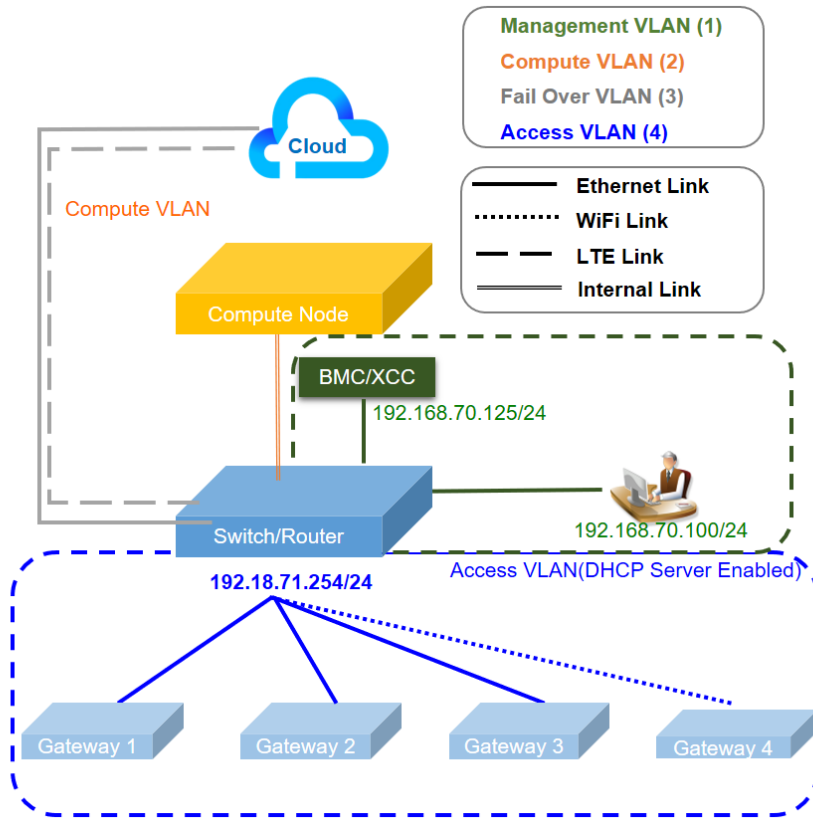 Management VLAN (1)
Compute VLAN (2)
Fail Over VLAN (3)
Access VLAN (4)
Cloud
Ethernet Link
WiFi Link
LTE Link
Internal Link
Compute VLAN
Compute Node
BMC/XCC
192.168.70.125/24
Switch/Router
192.168.70.100/24
Access VLAN(DHCP Server Enabled)
192.18.71.254/24
Gateway 1
Gateway 2
Gateway 3
Gateway 4